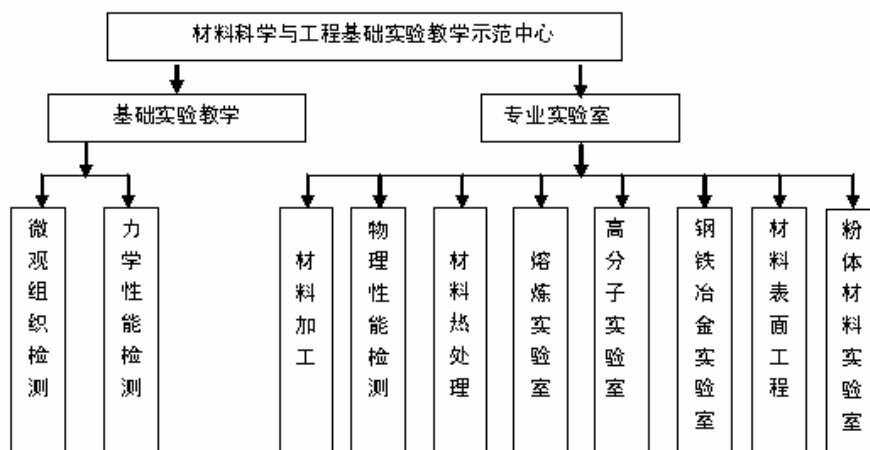 材料科学与工程基础实验教学示范中心
基础实验教学
专业实验室
微观组织检测
力学性能检测
材料加工
物理性能检测
材料热处理
熔炼实验室
高分子实验室
钢铁冶金实验室
材料表面工程
粉体材料实验室